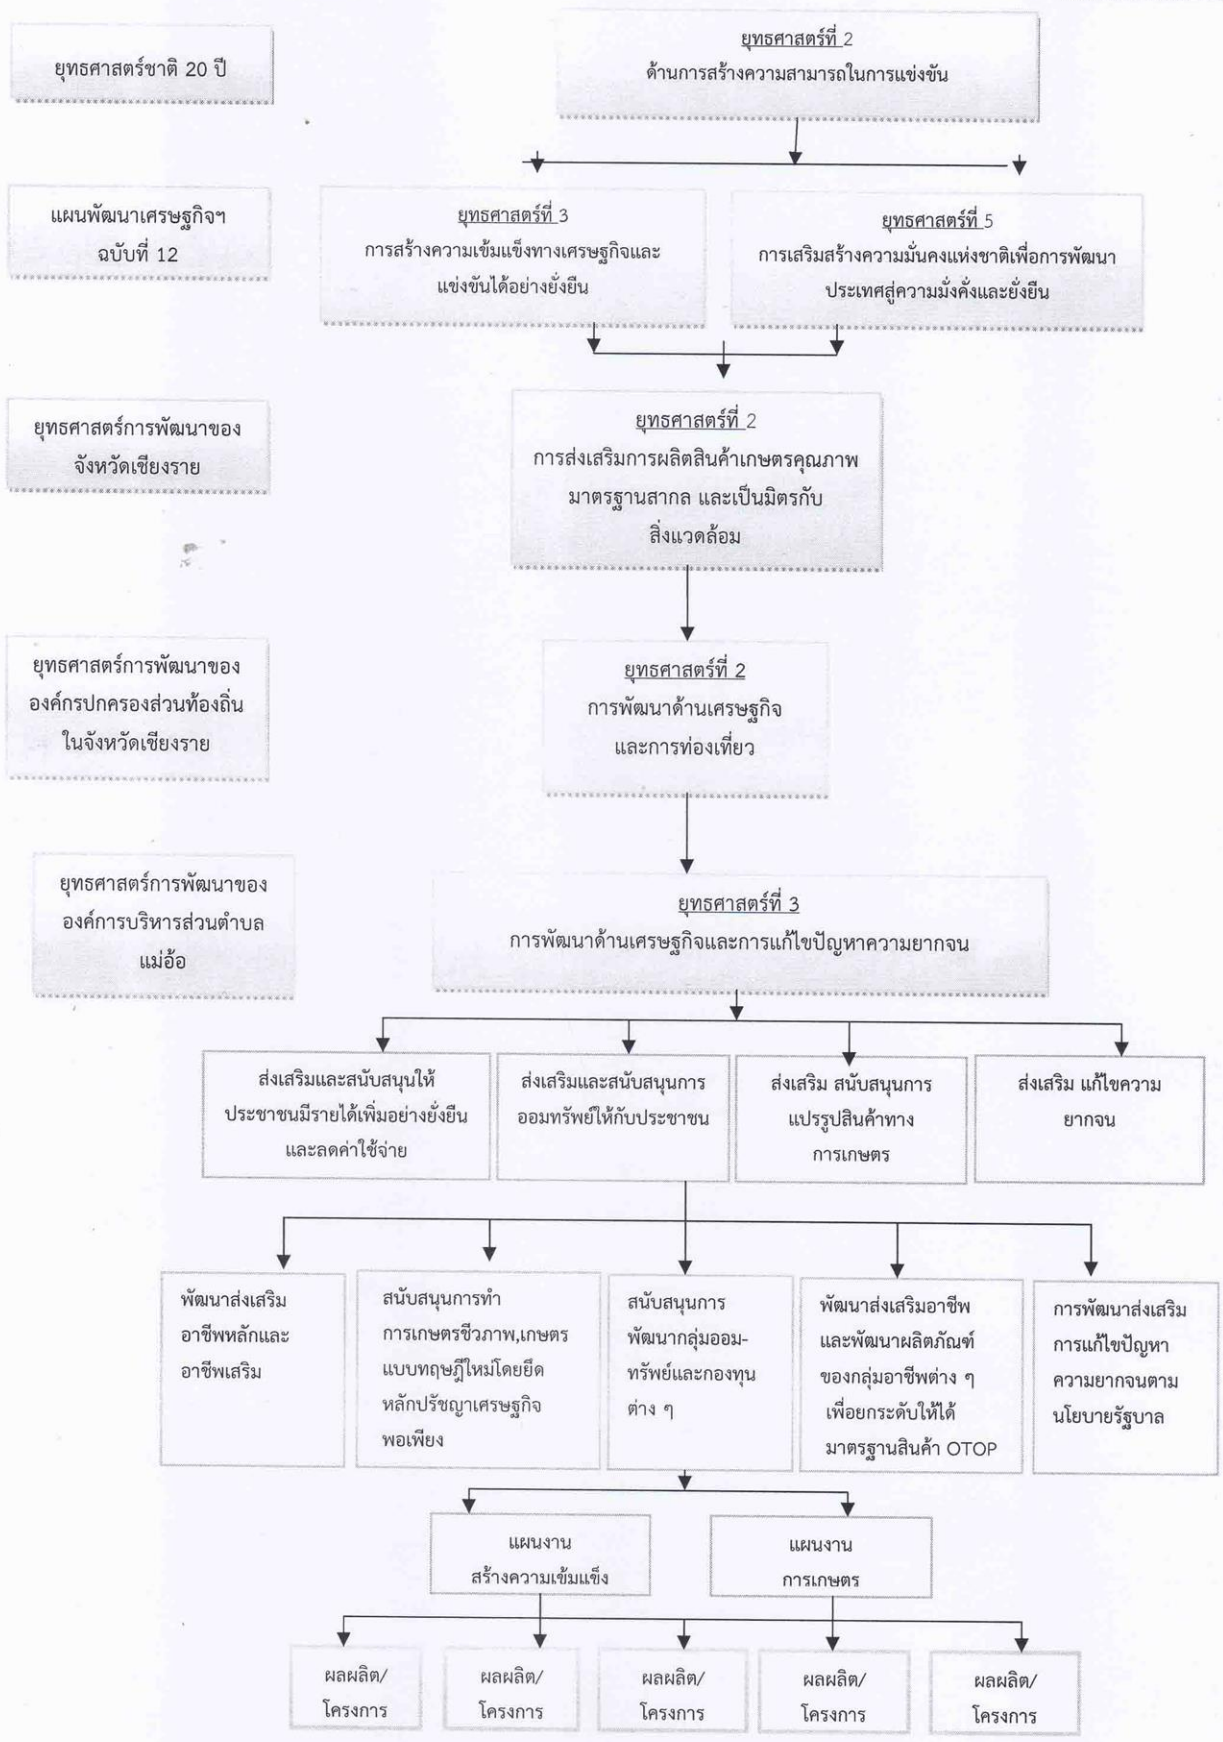 ยุทธศาสตร์ชาติ 20 ปี
ยุทธศาสตร์ที่ 2
ด้านการสร้างความสามารถในการแข่งขัน
แผนพัฒนาเศรษฐกิจฯ
ฉบับที่ 12
ยุทธศาสตร์ที่ 3
การสร้างความเข้มแข็งทางเศรษฐกิจและ
แข่งขันได้อย่างยั่งยืน
ยุทธศาสตร์ที่ 5
การเสริมสร้างความมั่นคงแห่งชาติเพื่อการพัฒนา
ประเทศสู่ความมั่งคั่งและยั่งยืน
ยุทธศาสตร์การพัฒนาของ
จังหวัดเชียงราย
ยุทธศาสตร์ที่ 2
การส่งเสริมการผลิตสินค้าเกษตรคุณภาพ
มาตรฐานสากล และเป็นมิตรกับ
สิ่งแวดล้อม
ยุทธศาสตร์การพัฒนาของ
องค์กรปกครองส่วนท้องถิ่น
ในจังหวัดเชียงราย
ยุทธศาสตร์ที่ 2
การพัฒนาด้านเศรษฐกิจ
และการท่องเที่ยว
ยุทธศาสตร์การพัฒนาของ
องค์การบริหารส่วนตำบล
แม่อ้อ
ยุทธศาสตร์ที่ 3
การพัฒนาด้านเศรษฐกิจและการแก้ไขปัญหาความยากจน
ส่งเสริมและสนับสนุนให้
ประชาชนมีรายได้เพิ่มอย่างยั่งยืน
และลดค่าใช้จ่าย
ส่งเสริมและสนับสนุนการ
ออมทรัพย์ให้กับประชาชน
ส่งเสริม สนับสนุนการ
แปรรูปสินค้าทาง
การเกษตร
ส่งเสริม แก้ไขความ
ยากจน
พัฒนาส่งเสริม
อาชีพหลักและ
อาชีพเสริม
สนับสนุนการทำ
การเกษตรชีวภาพ,เกษตร
แบบทฤษฎีใหม่โดยยึด
หลักปรัชญาเศรษฐกิจ
พอเพียง
สนับสนุนการ
พัฒนากลุ่มออม-
ทรัพย์และกองทุน
ต่าง ๆ
พัฒนาส่งเสริมอาชีพ
และพัฒนาผลิตภัณฑ์
ของกลุ่มอาชีพต่าง ๆ
เพื่อยกระดับให้ได้
มาตรฐานสินค้า OTOP
การพัฒนาส่งเสริม
การแก้ไขปัญหา
ความยากจนตาม
นโยบายรัฐบาล
แผนงาน
สร้างความเข้มแข็ง
แผนงาน
การเกษตร
ผลผลิต/
โครงการ
ผลผลิต/
โครงการ
ผลผลิต/
โครงการ
ผลผลิต/
โครงการ
ผลผลิต/
โครงการ